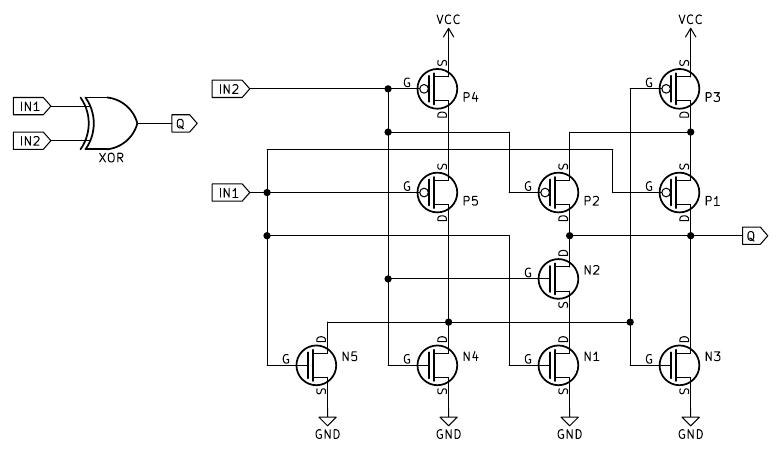 VCC VCC
S S
IN2 G P4 G P3
IN1
Q
D D
IN2
XOR
S S S
IN1 G P5 G P2 G P1
D D D
Q
D
G N2
S
D D D D
G N5 G N4 G N1 G N3
S S S S
GND GND GND GND